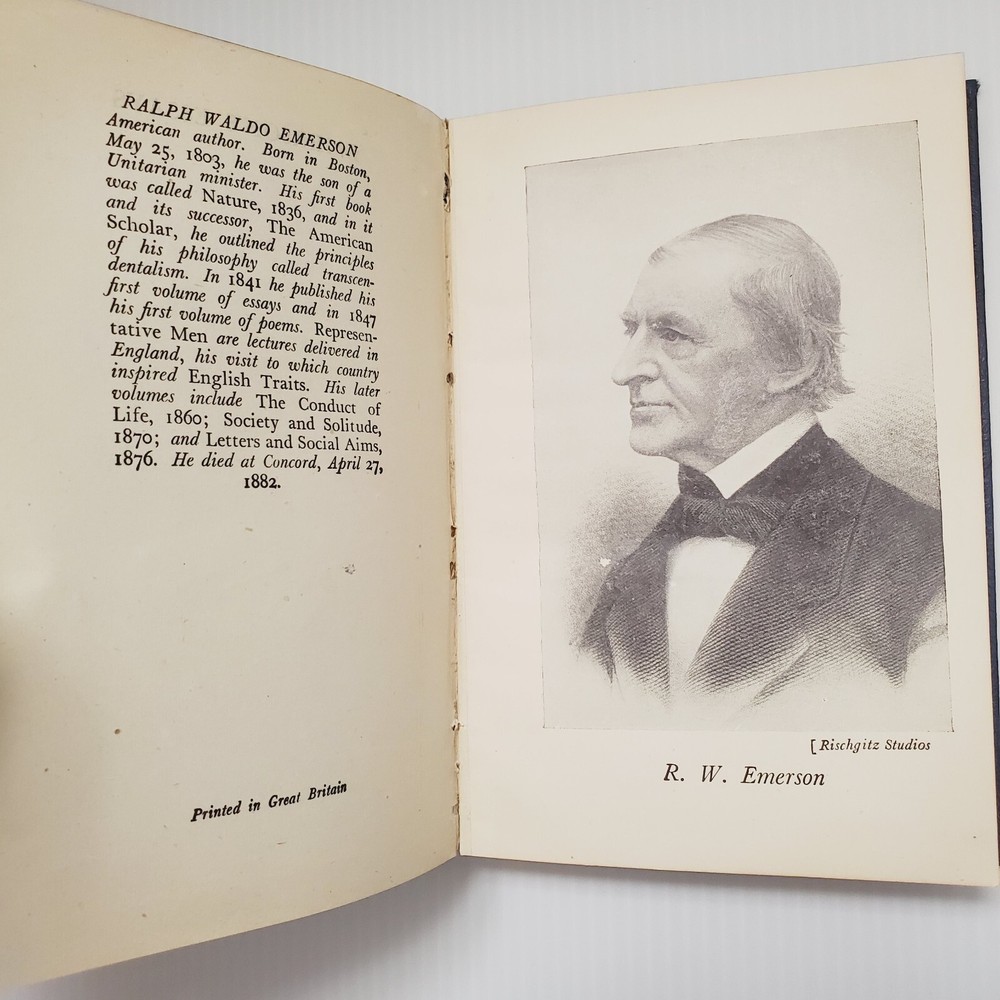 RALPH WALDO EMERSON
American author. Born in Boston,
May 25, 1803, he was the son of a
Unitarian minister. His first book
was called Nature, 1836, and in it
and its successor, The American
Scholar, he outlined the principles
of his philosophy called transcen-
dentalism. In 1841 he published his
first volume of essays and in 1847
his first volume of poems. Represen-
tative Men are lectures delivered in
England, his visit to which country
inspired English Traits. His later
volumes include The Conduct of
Life, 1860; Society and Solitude,
1870; and Letters and Social Aims,
1876. He died at Concord, April 27,
1882.
Printed in Great Britain
[Rischgitz Studios
R. W. Emerson